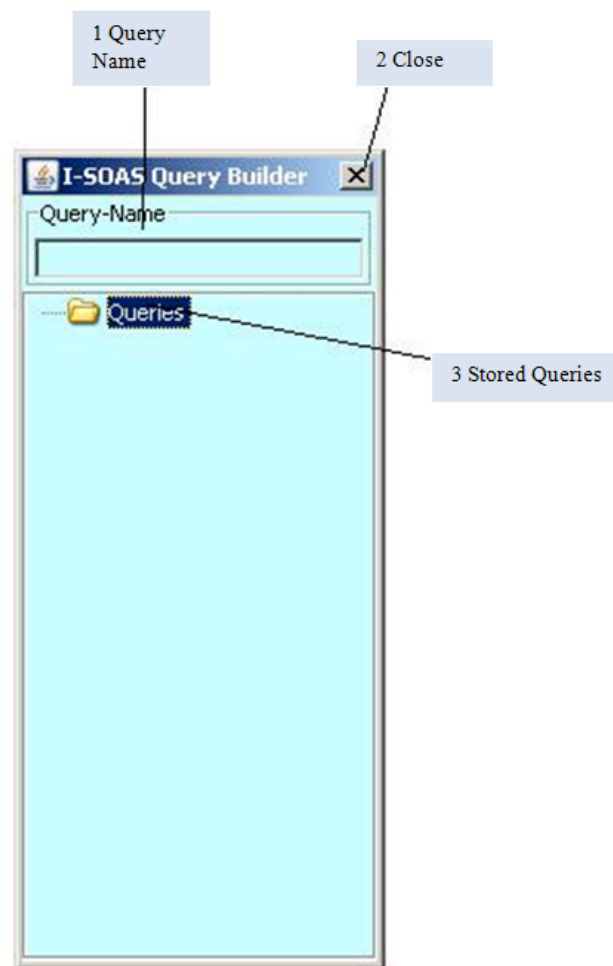 1 Query
Name
2 Close
I-SOAS Query Builder
Query-Name
Queries
3 Stored Queries